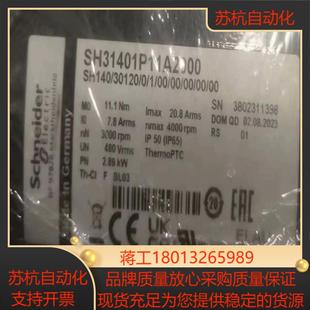 苏杭自动化
SH31401P11A2000
SH140/30120/0/1/00/00/00/00/00
M0 11.1 Nm
Imax 20.8 Arms
SN 3802311398
I0 7.8 Arms
nmax 4000 rpm
DOM QD 02.08.2023
nN 3000 rpm
IP 50 (IP65)
RS 01
UN 480 Vrms
ThermoPTC
PN 2.89 kW
Th-Cl F
BL03
Schneider
Electric
Made in Germany
蒋工18013265989
苏杭自动化
支持开票
品牌质量放心采购质量保证
现货充足为您提供稳定的货源